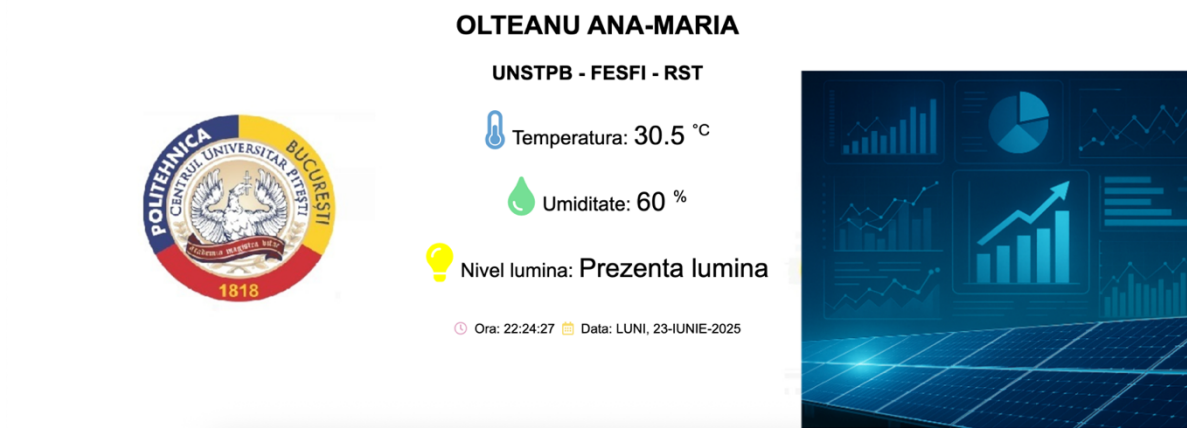 OLTEANU ANA-MARIA
UNSTPB - FESFI - RST
POLITEHNICA BUCUREȘTI
CENTRUL UNIVERSITAR PITEȘTI
1818
Temperatura: 30.5 °C
Umiditate: 60 %
Nivel lumina: Prezenta lumina
Ora: 22:24:27 Data: LUNI, 23-IUNIE-2025